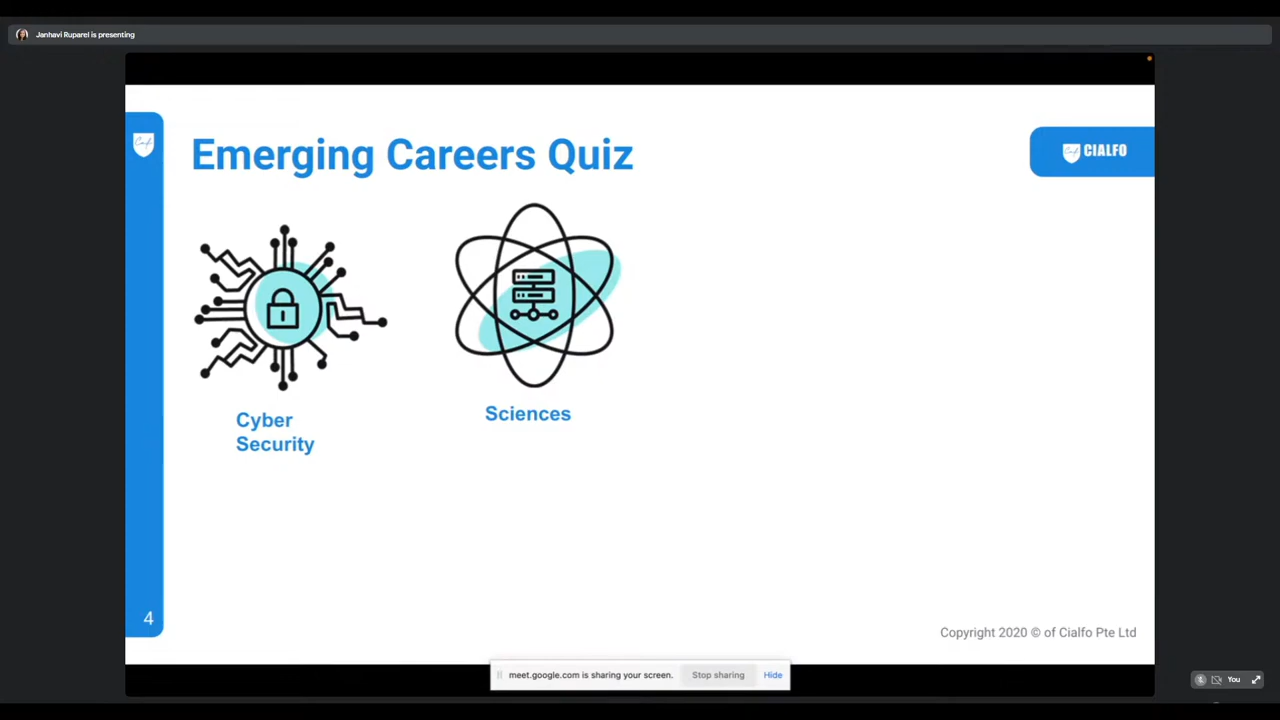 Janhavi Ruparel is presenting
Emerging Careers Quiz
CIALFO
Cyber
Security
Sciences
4
Copyright 2020 © of Cialfo Pte Ltd
meet.google.com is sharing your screen.
Stop sharing
Hide
You